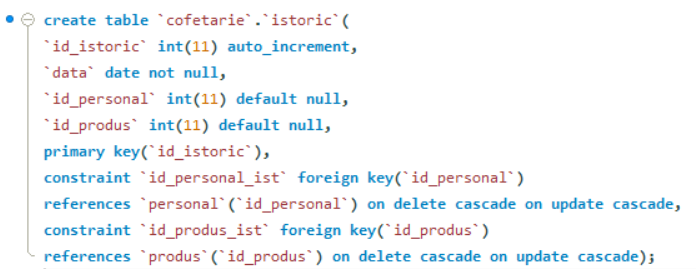 create table `cofetarie`.`istoric`(
`id_istoric` int(11) auto_increment,
`data` date not null,
`id_personal` int(11) default null,
`id_produs` int(11) default null,
primary key(`id_istoric`),
constraint `id_personal_ist` foreign key(`id_personal`)
references `personal`(`id_personal`) on delete cascade on update cascade,
constraint `id_produs_ist` foreign key(`id_produs`)
references `produs`(`id_produs`) on delete cascade on update cascade);